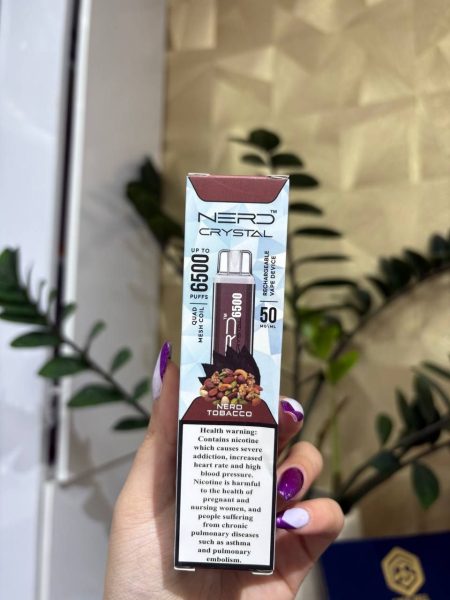 NERD™
CRYSTAL
UP TO
6500
PUFFS
QUAD
MESH COIL
RECHARGEABLE
VAPE DEVICE
50
MG/ML
6500
NERD
TOBACCO
Health warning:
Contains nicotine
which causes severe
addiction, increased
heart rate and high
blood pressure.
Nicotine is harmful
to the health of
pregnant and
nursing women, and
people suffering
from chronic
pulmonary diseases
such as asthma
and pulmonary
embolism.